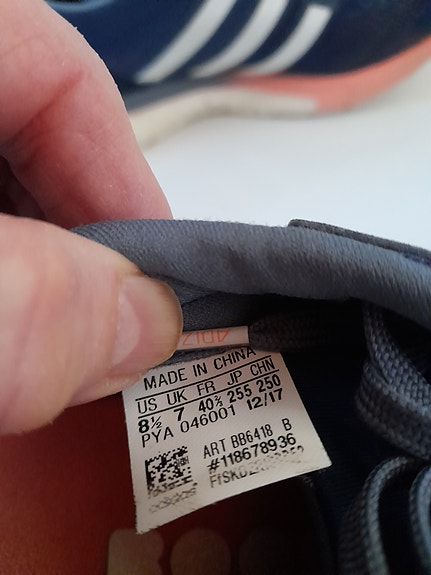 MADE IN CHINA
US UK FR JP CHN
8½ 7 40⅔ 255 250
PYA 046001 12/17
ART BB6418 B
#118678936